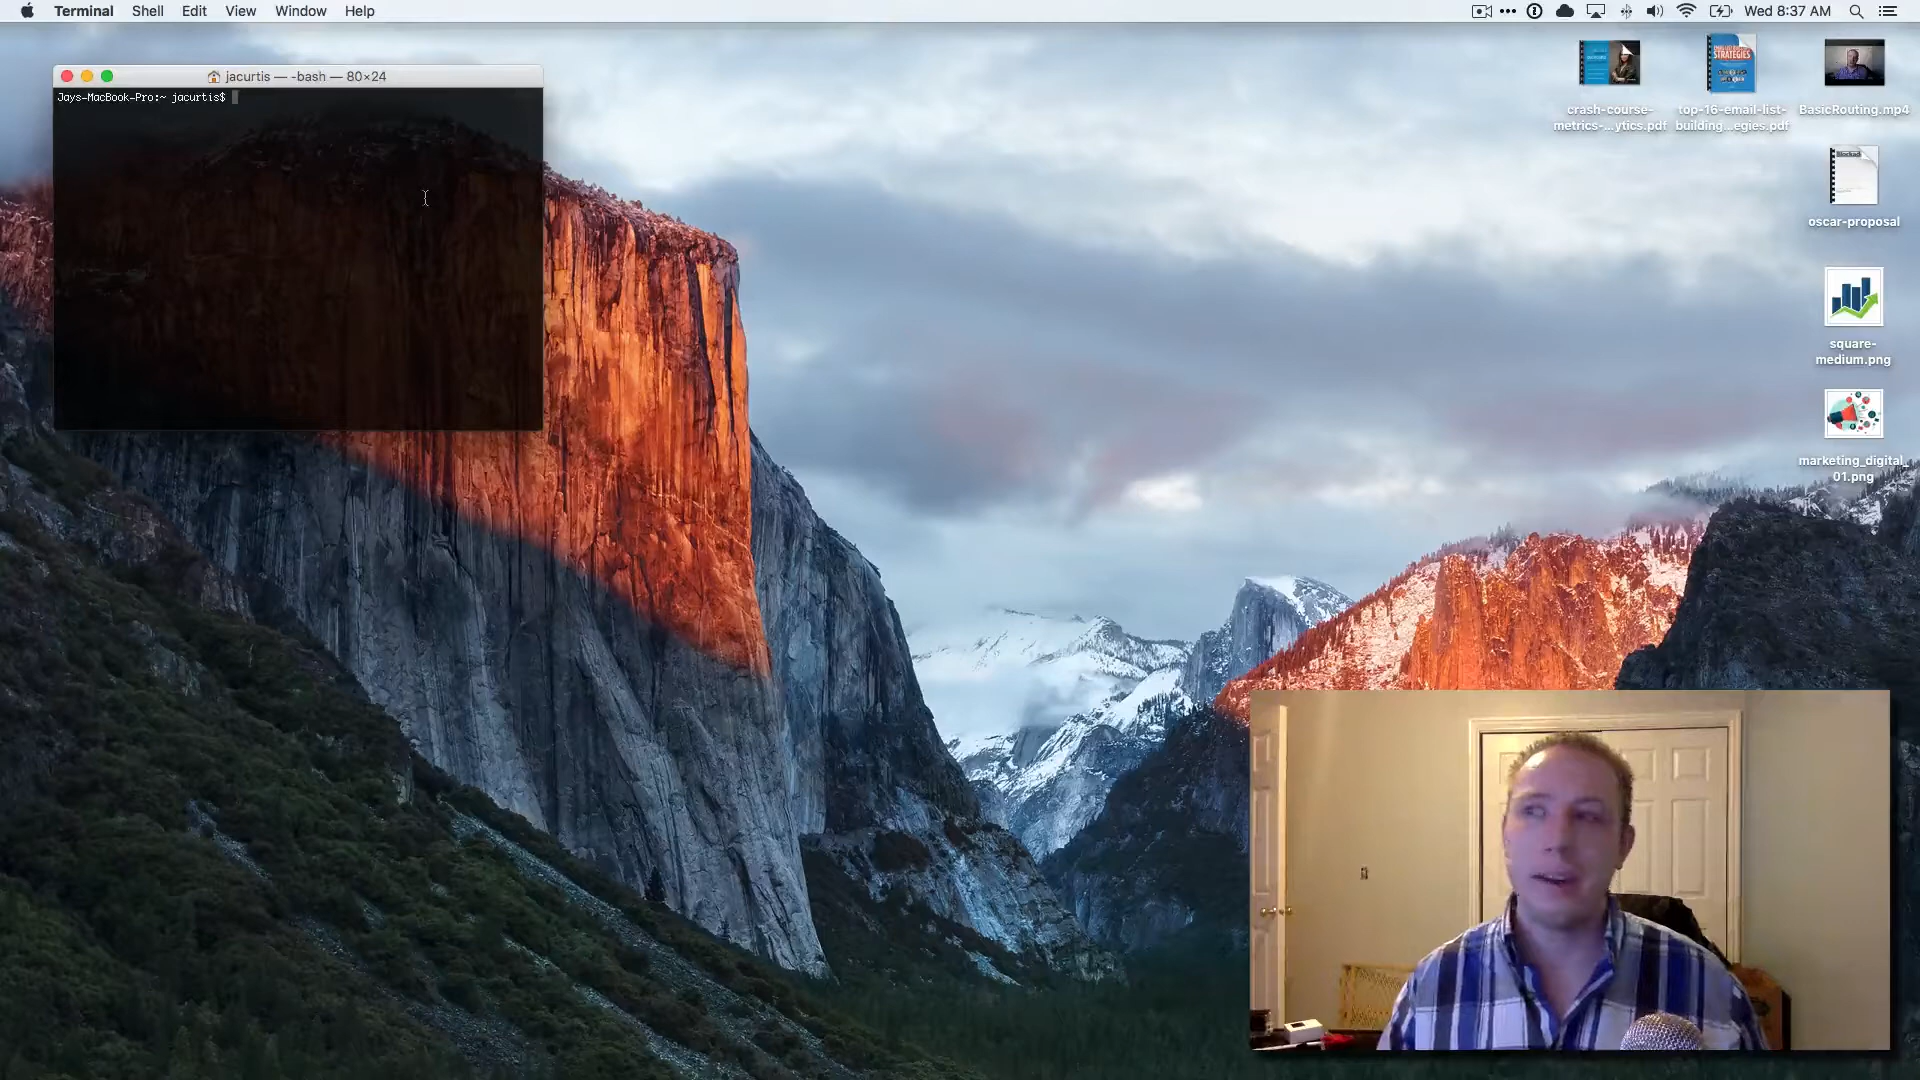 Terminal Shell Edit View Window Help
Wed 8:37 AM
jacurtis — -bash — 80×24
Jays-MacBook-Pro:~ jacurtis$
crash-course-
metrics-...ytics.pdf
top-16-email-list-
building...egies.pdf
BasicRouting.mp4
STRATEGIES
oscar-proposal
square-
medium.png
marketing_digital_
01.png